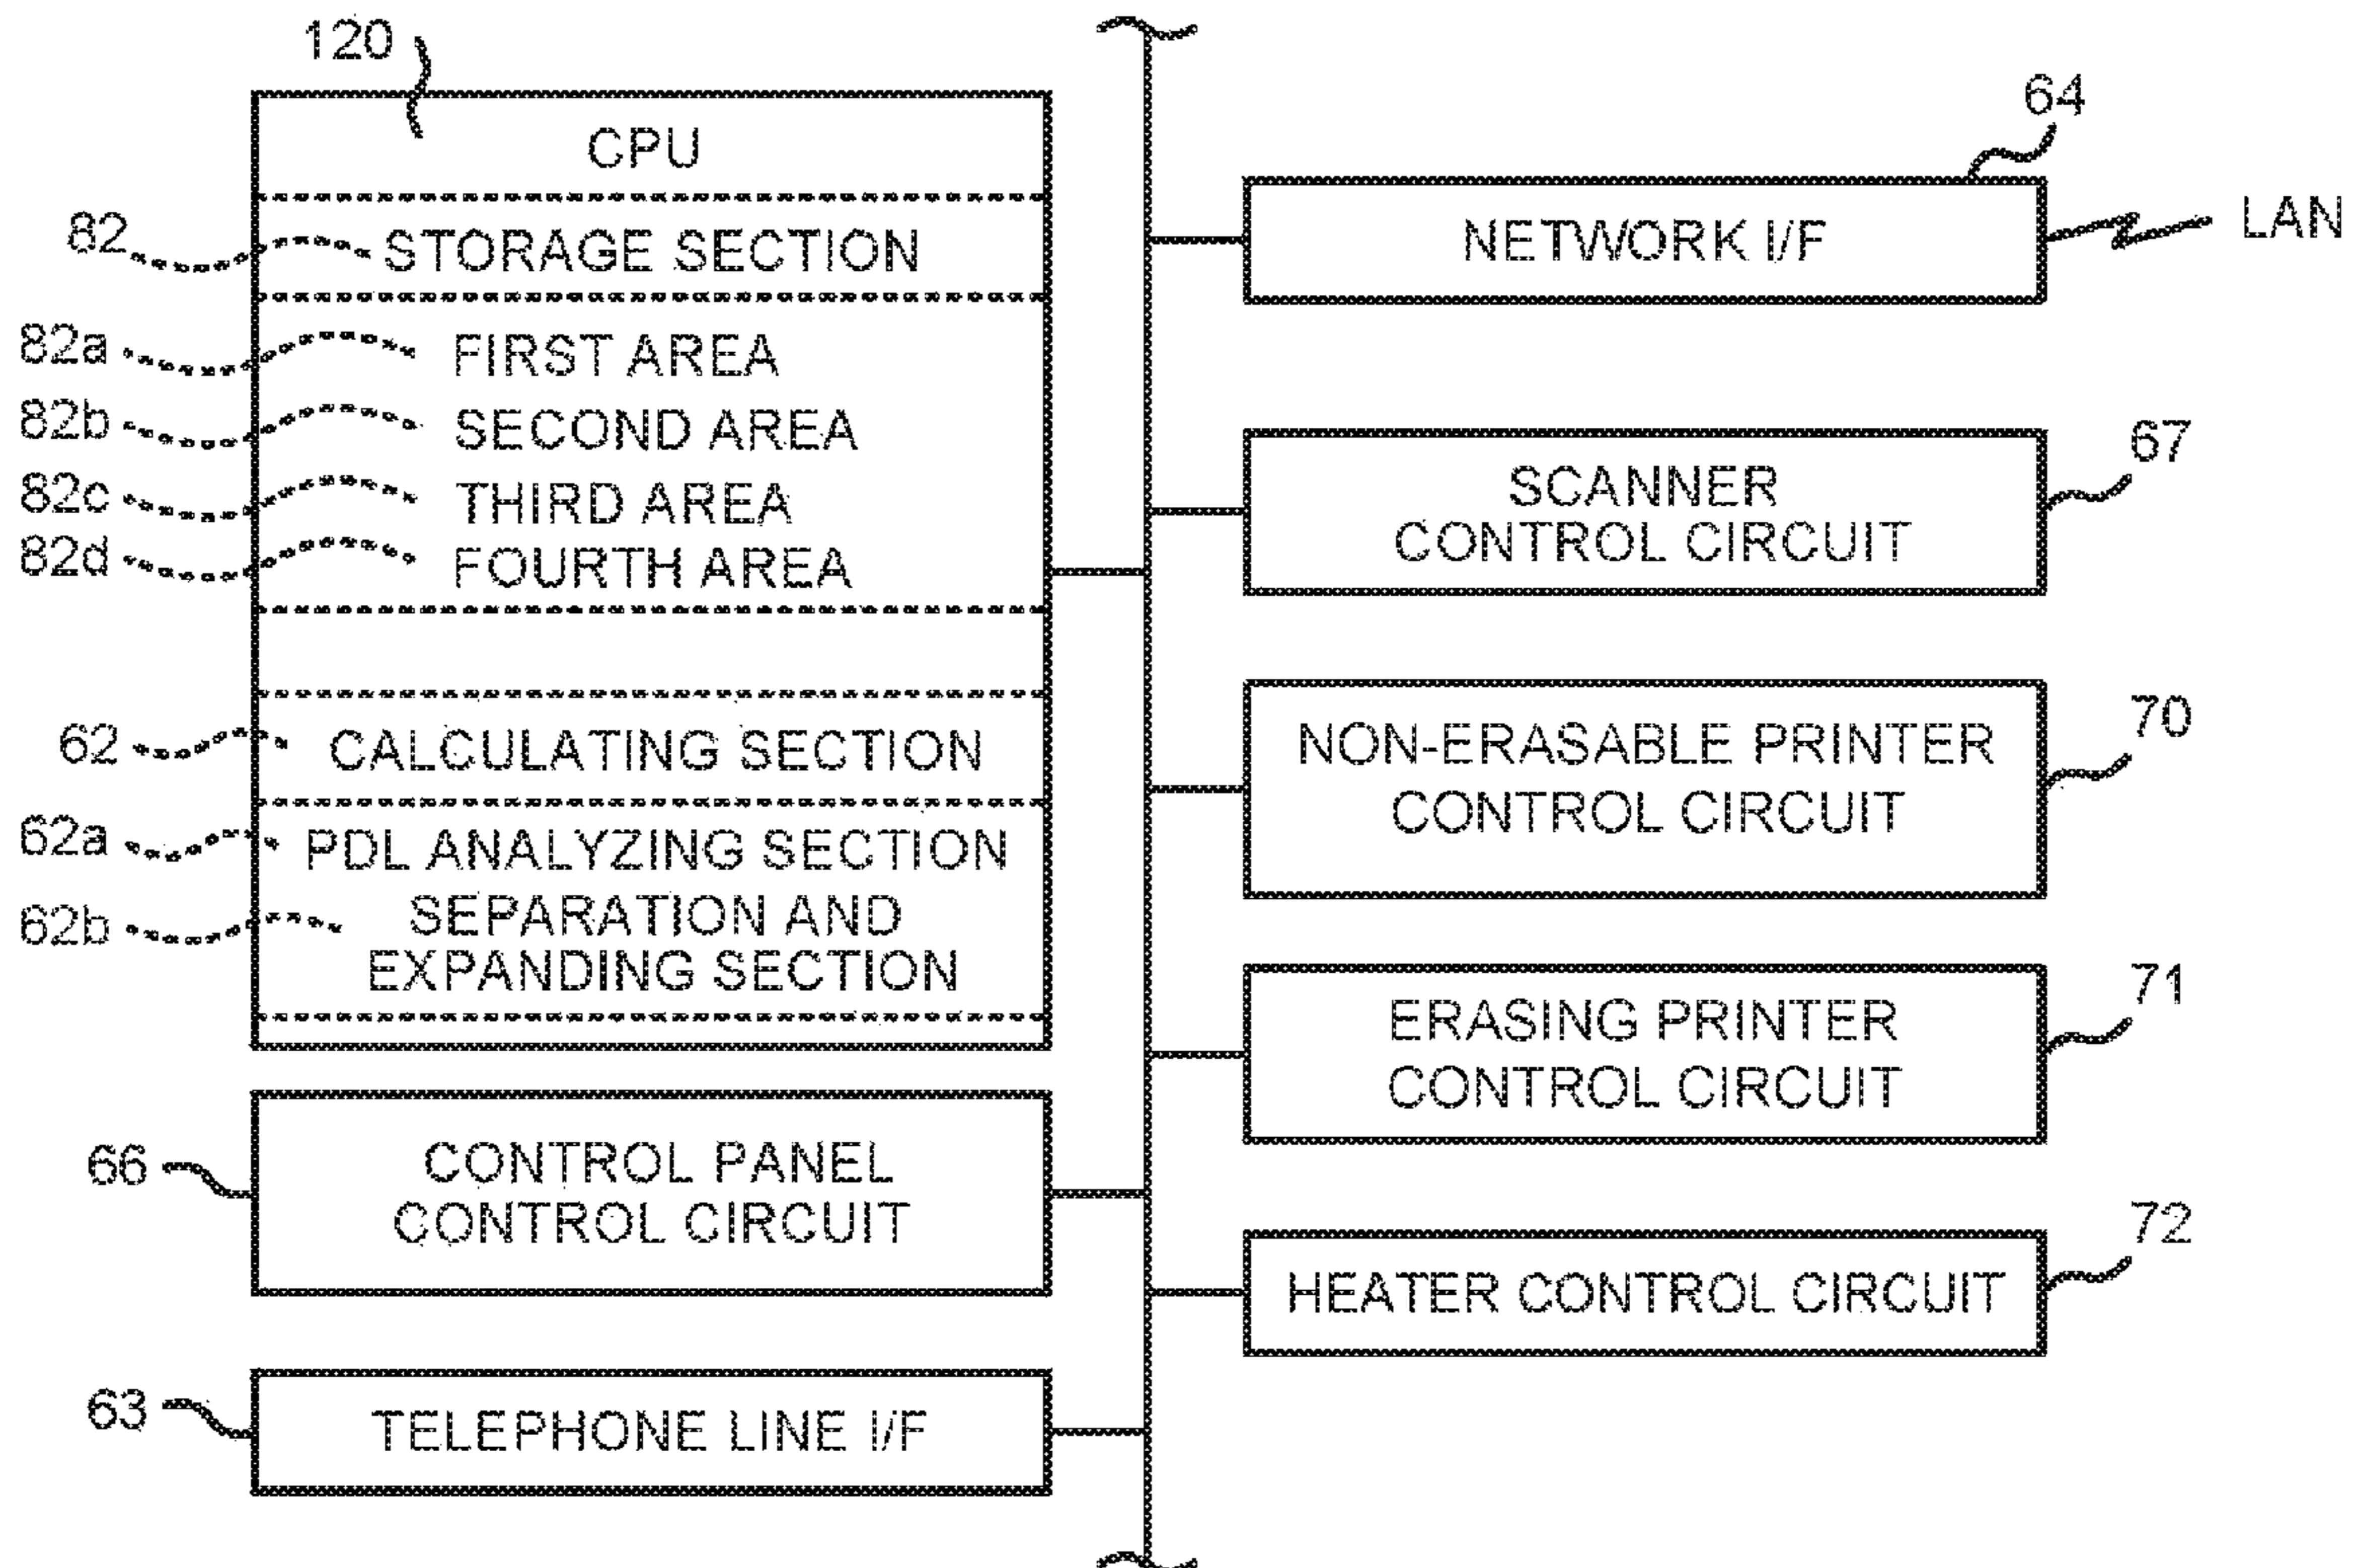 120
CPU
82
STORAGE SECTION
82a
FIRST AREA
82b
SECOND AREA
82c
THIRD AREA
82d
FOURTH AREA
62
CALCULATING SECTION
62a
PDL ANALYZING SECTION
62b
SEPARATION AND
EXPANDING SECTION
66
CONTROL PANEL
CONTROL CIRCUIT
63
TELEPHONE LINE I/F
64
NETWORK I/F
LAN
67
SCANNER
CONTROL CIRCUIT
70
NON-ERASABLE PRINTER
CONTROL CIRCUIT
71
ERASING PRINTER
CONTROL CIRCUIT
72
HEATER CONTROL CIRCUIT